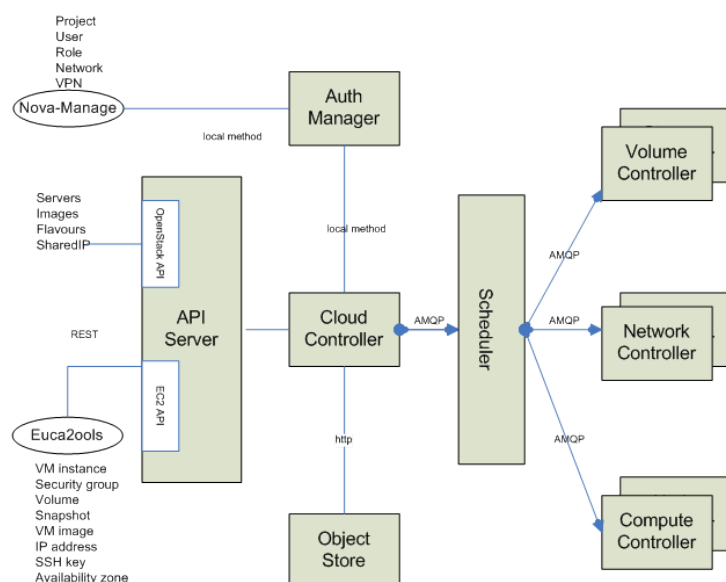 Project
User
Role
Network
VPN
Nova-Manage
Auth
Manager
local method
Servers
Images
Flavours
SharedIP
OpenStack API
API
Server
REST
EC2 API
Euca2ools
VM instance
Security group
Volume
Snapshot
VM image
IP address
SSH key
Availability zone
local method
Cloud
Controller
AMQP
http
Object
Store
Scheduler
AMQP
AMQP
AMQP
Volume
Controller
Network
Controller
Compute
Controller